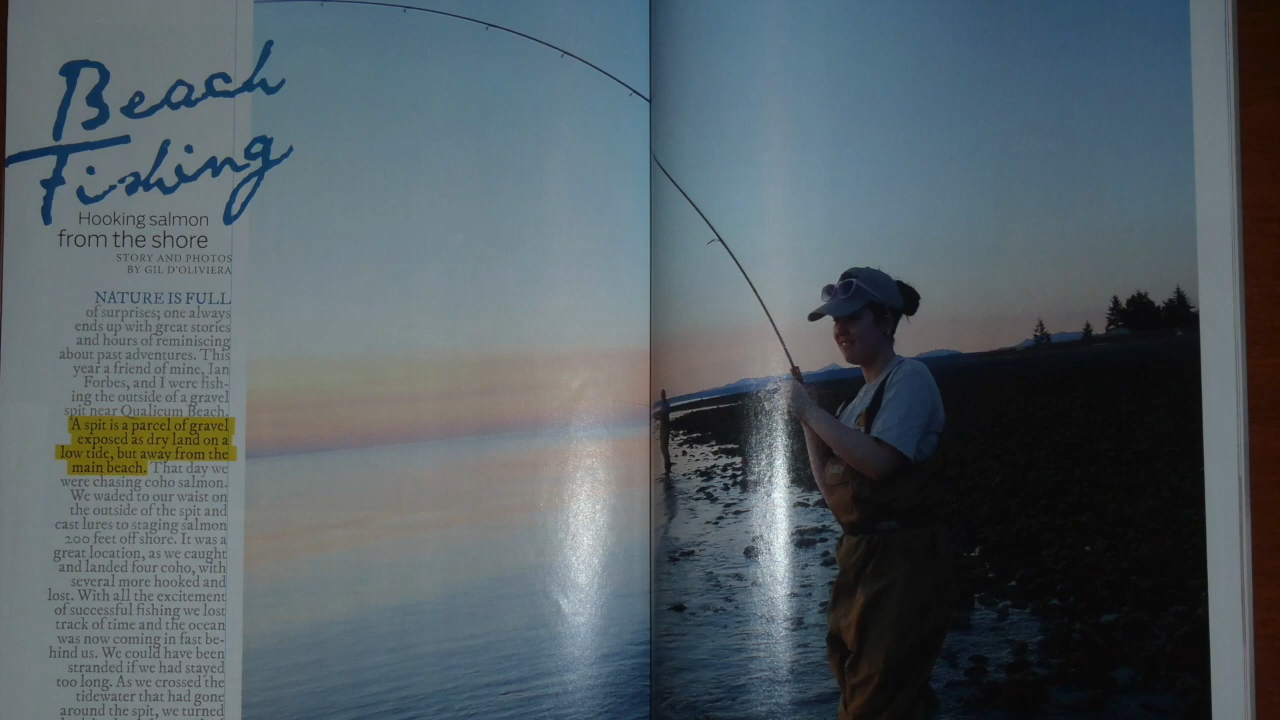 Beach
Fishing
Hooking salmon
from the shore
STORY AND PHOTOS
BY GIL D'OLIVIERA
NATURE IS FULL
of surprises; one always
ends up with great stories
and hours of reminiscing
about past adventures. This
year a friend of mine, Ian
Forbes, and I were fish-
ing the outside of a gravel
spit near Qualicum Beach.
A spit is a parcel of gravel
exposed as dry land on a
low tide, but away from the
main beach. That day we
were chasing coho salmon.
We waded to our waist on
the outside of the spit and
cast lures to staging salmon
200 feet off shore. It was a
great location, as we caught
and landed four coho, with
several more hooked and
lost. With all the excitement
of successful fishing we lost
track of time and the ocean
was now coming in fast be-
hind us. We could have been
stranded if we had stayed
too long. As we crossed the
tidewater that had gone
around the spit, we turned